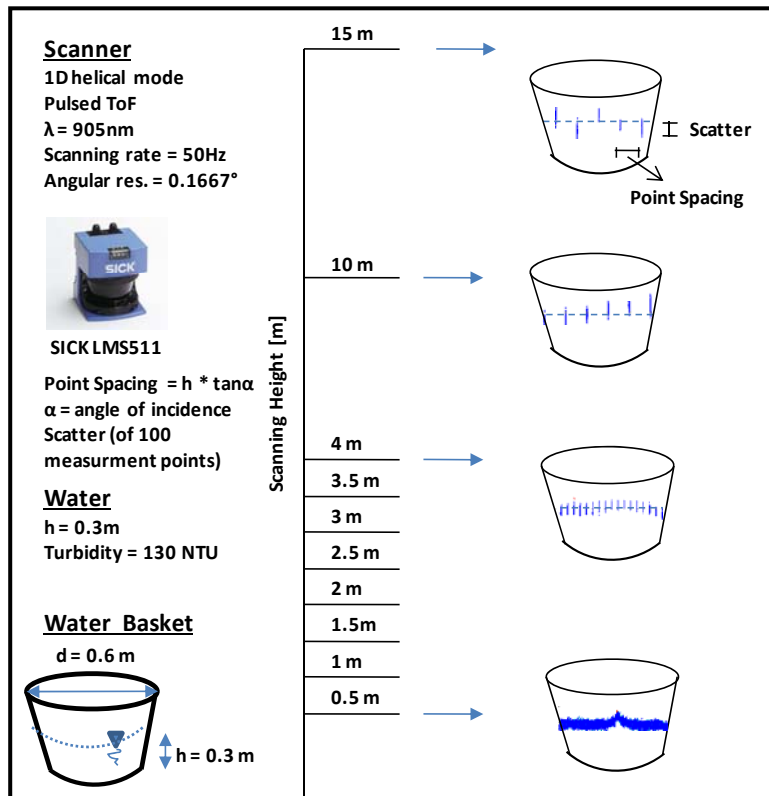 Scanner
1D helical mode
Pulsed ToF
λ = 905nm
Scanning rate = 50Hz
Angular res. = 0.1667°
SICK
SICK LMS511
Point Spacing = h * tanα
α = angle of incidence
Scatter (of 100
measurment points)
Water
h = 0.3m
Turbidity = 130 NTU
Water Basket
d = 0.6 m
h = 0.3 m
Scanning Height [m]
15 m
10 m
4 m
3.5 m
3 m
2.5 m
2 m
1.5m
1 m
0.5 m
Scatter
Point Spacing